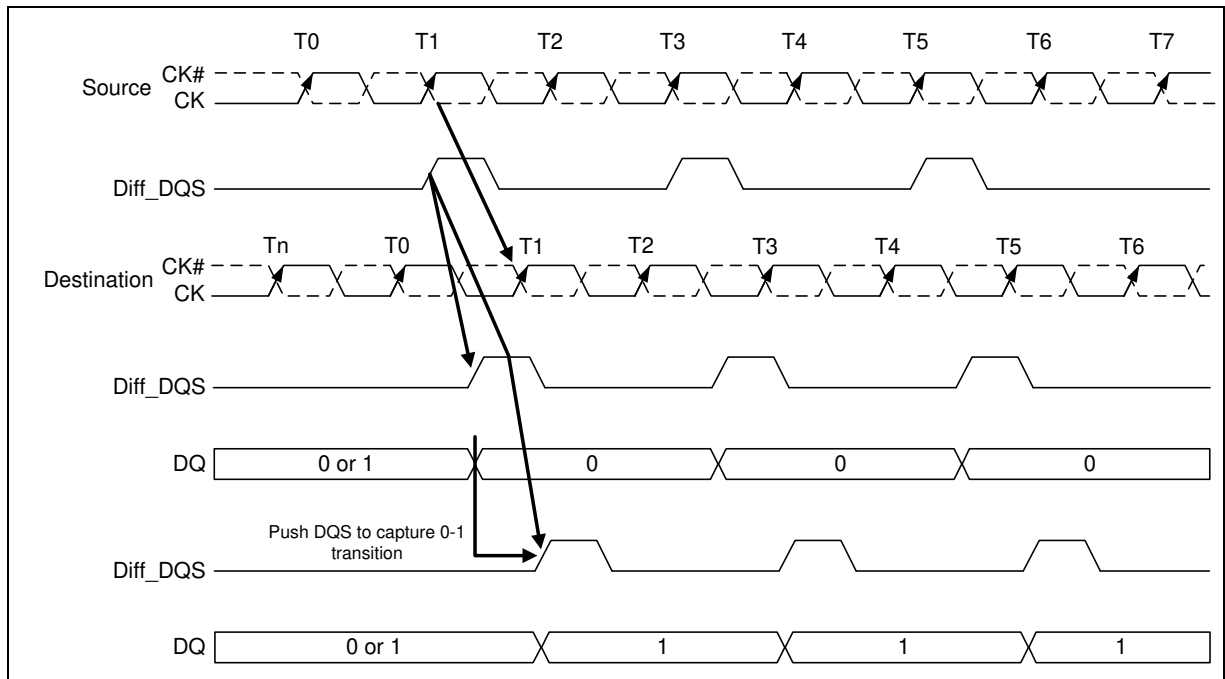 T0 T1 T2 T3 T4 T5 T6 T7
CK#
Source
CK
Diff_DQS
Tn T0 T1 T2 T3 T4 T5 T6
CK#
Destination
CK
Diff_DQS
DQ 0 or 1 0 0 0
Push DQS to capture 0-1
transition
Diff_DQS
DQ 0 or 1 1 1 1